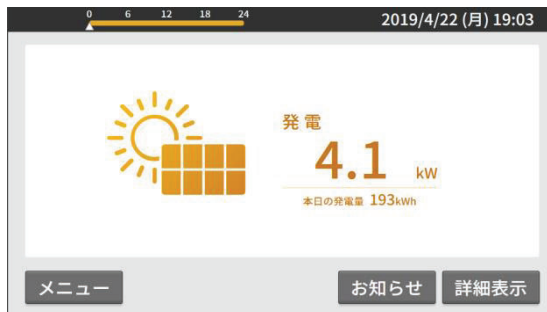 0 6 12 18 24
2019/4/22 (月) 19:03
発電
4.1 kW
本日の発電量 193kWh
メニュー
お知らせ
詳細表示